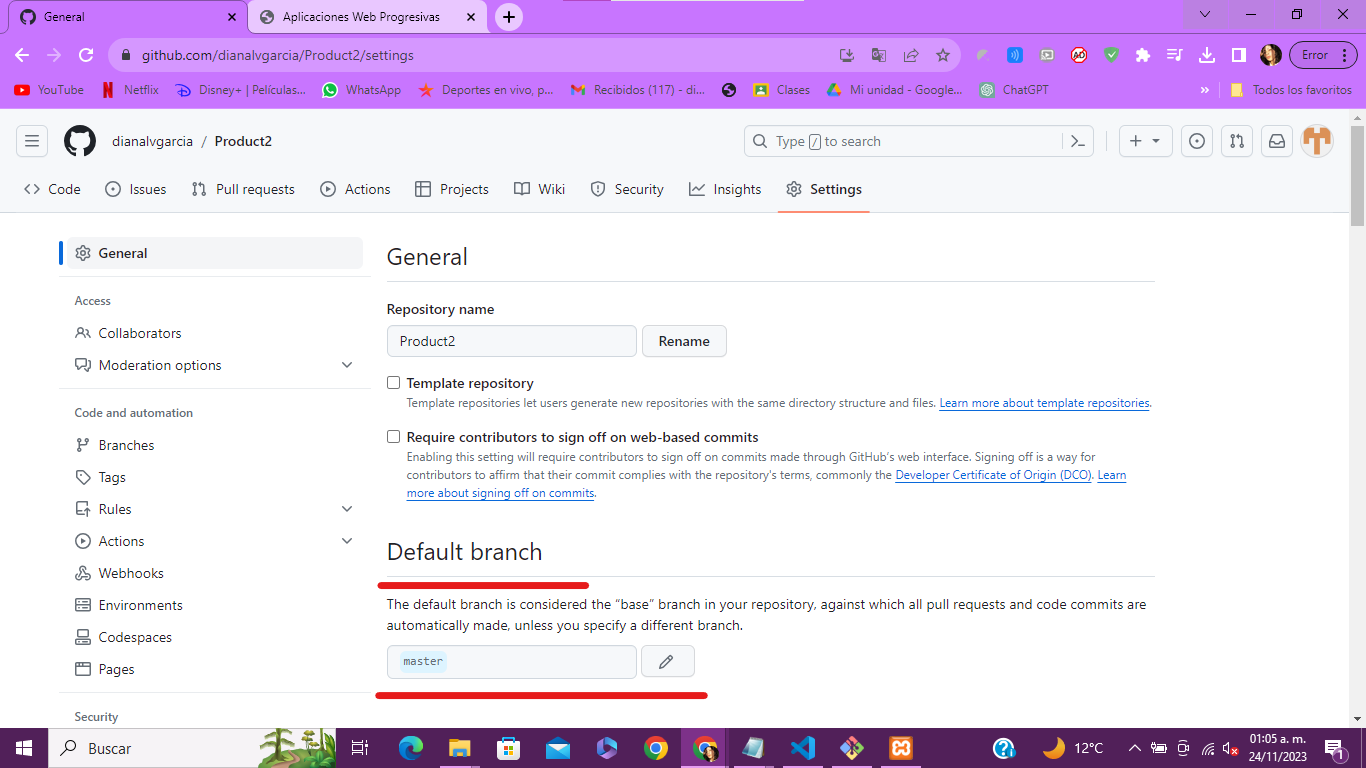 General
Aplicaciones Web Progresivas
github.com/dianalvgarcia/Product2/settings
Error
YouTube
Netflix
Disney+ | Películas...
WhatsApp
Deportes en vivo, p...
Recibidos (117) - di...
Clases
Mi unidad - Google...
ChatGPT
»
Todos los favoritos
dianalvgarcia / Product2
Type / to search
Code
Issues
Pull requests
Actions
Projects
Wiki
Security
Insights
Settings
General
Access
Collaborators
Moderation options
Code and automation
Branches
Tags
Rules
Actions
Webhooks
Environments
Codespaces
Pages
Security
General
Repository name
Product2
Rename
Template repository
Template repositories let users generate new repositories with the same directory structure and files. Learn more about template repositories.
Require contributors to sign off on web-based commits
Enabling this setting will require contributors to sign off on commits made through GitHub’s web interface. Signing off is a way for
contributors to affirm that their commit complies with the repository's terms, commonly the Developer Certificate of Origin (DCO). Learn
more about signing off on commits.
Default branch
The default branch is considered the “base” branch in your repository, against which all pull requests and code commits are
automatically made, unless you specify a different branch.
master
Buscar
12°C
01:05 a. m.
24/11/2023
1